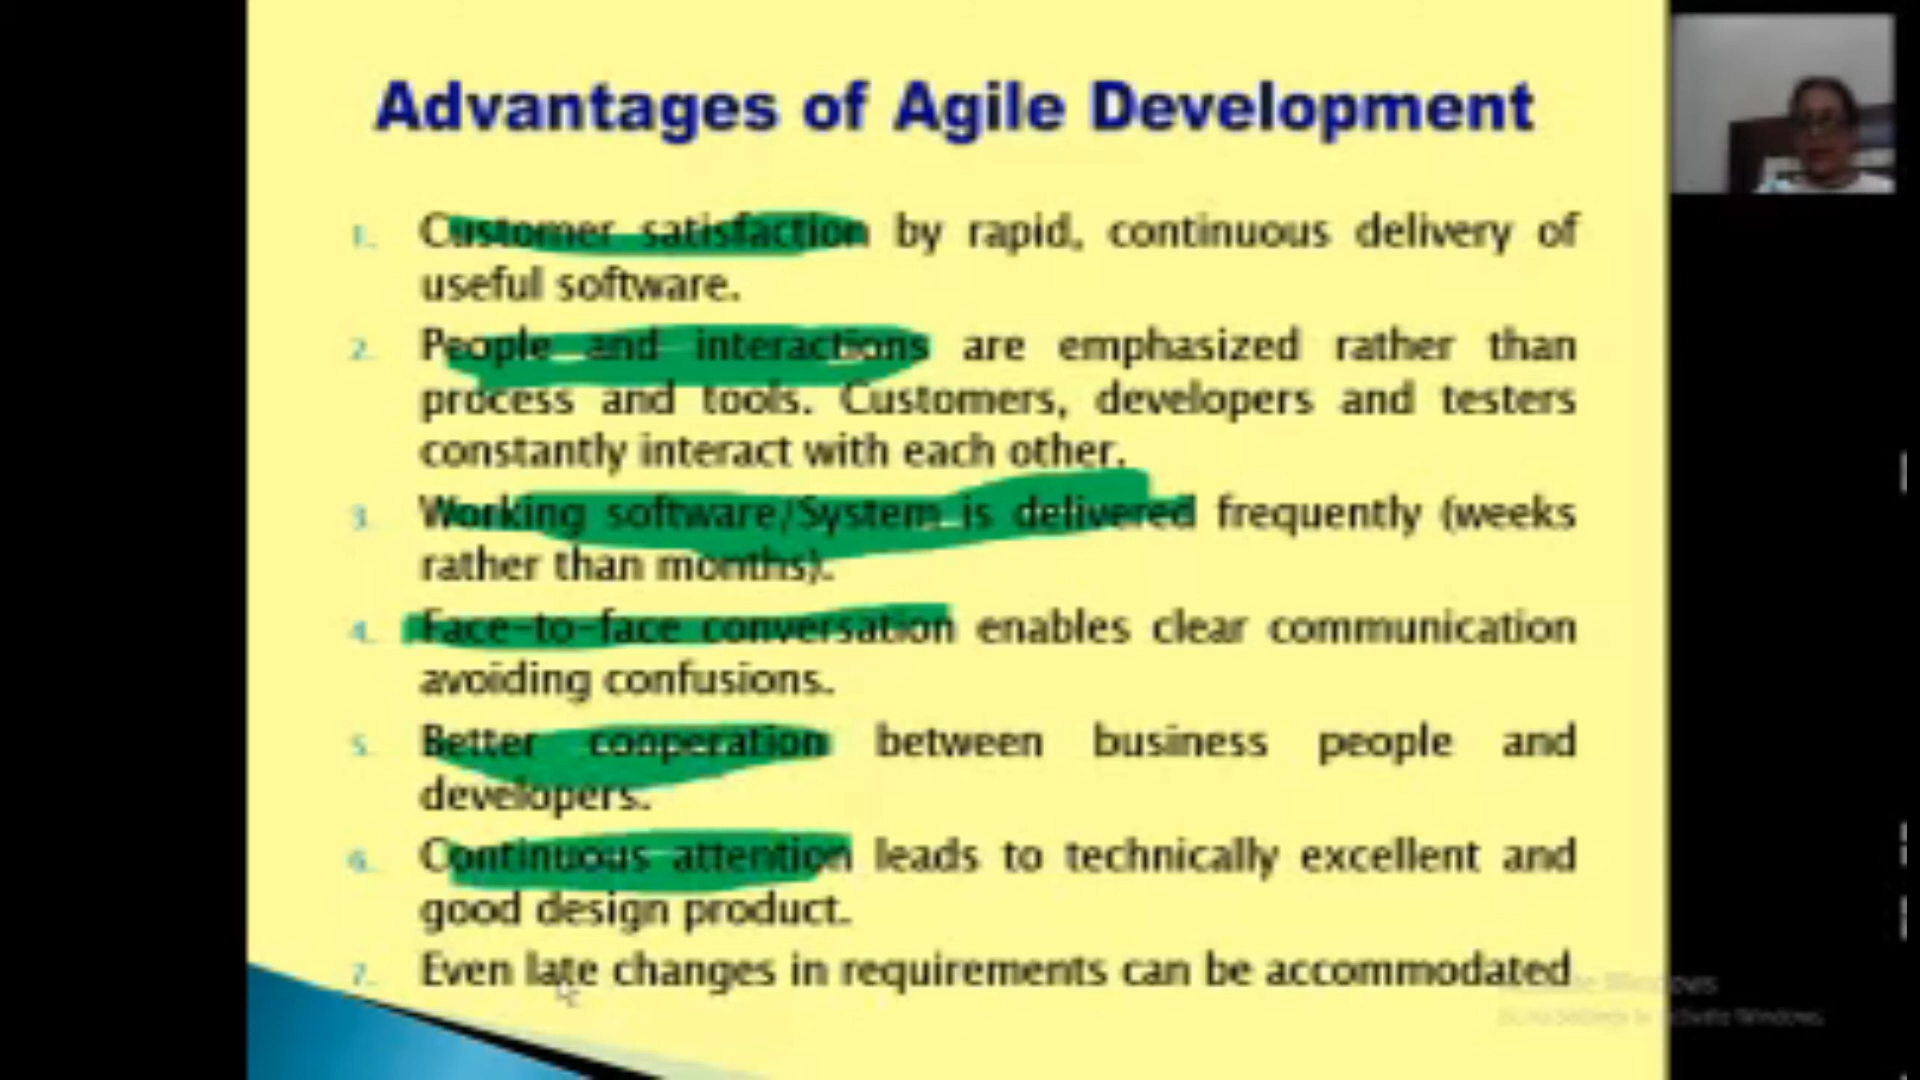 Advantages of Agile Development
1. Customer satisfaction by rapid, continuous delivery of
useful software.
2. People and interactions are emphasized rather than
process and tools. Customers, developers and testers
constantly interact with each other.
3. Working software/System is delivered frequently (weeks
rather than months).
4. Face-to-face conversation enables clear communication
avoiding confusions.
5. Better cooperation between business people and
developers.
6. Continuous attention leads to technically excellent and
good design product.
7. Even late changes in requirements can be accommodated
Windows
Activate Windows.